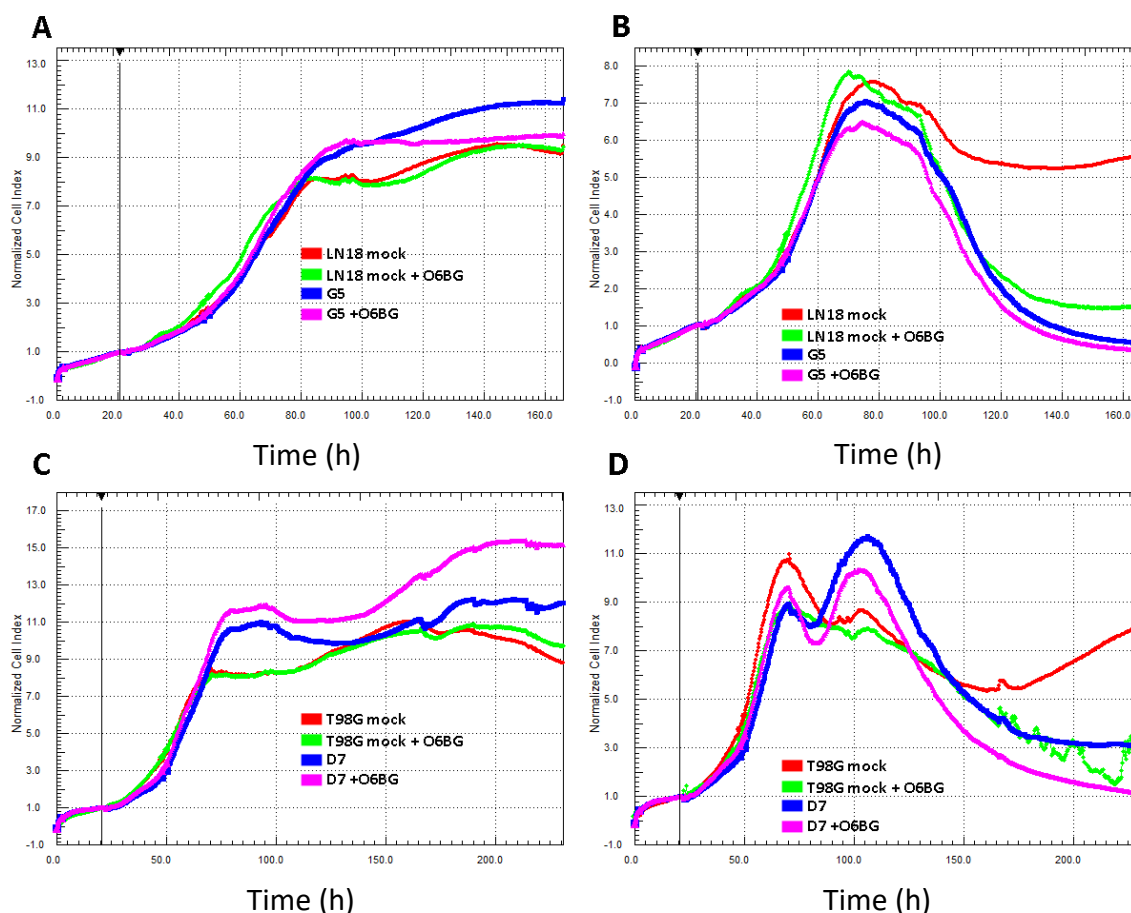 A
Normalized Cell Index
13.0
11.0
9.0
7.0
5.0
3.0
1.0
-1.0
LN18 mock
LN18 mock + O6BG
G5
G5 +O6BG
0.0 20.0 40.0 60.0 80.0 100.0 120.0 140.0 160.0
Time (h)
B
Normalized Cell Index
8.0
7.0
6.0
5.0
4.0
3.0
2.0
1.0
0.0
-1.0
LN18 mock
LN18 mock + O6BG
G5
G5 +O6BG
0.0 20.0 40.0 60.0 80.0 100.0 120.0 140.0 160.0
Time (h)
C
Normalized Cell Index
17.0
15.0
13.0
11.0
9.0
7.0
5.0
3.0
1.0
-1.0
T98G mock
T98G mock + O6BG
D7
D7 +O6BG
0.0 50.0 100.0 150.0 200.0
Time (h)
D
Normalized Cell Index
13.0
11.0
9.0
7.0
5.0
3.0
1.0
-1.0
T98G mock
T98G mock + O6BG
D7
D7 +O6BG
0.0 50.0 100.0 150.0 200.0
Time (h)